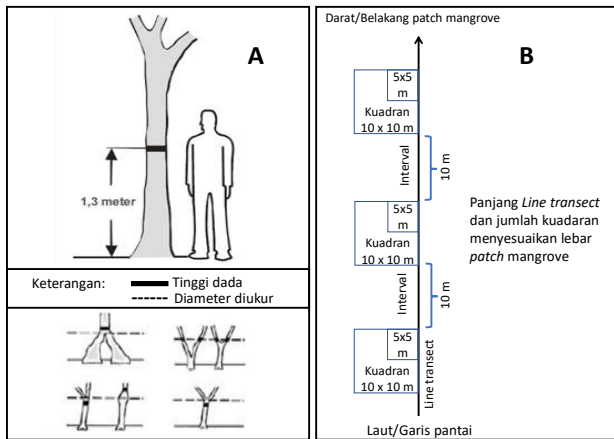 A
1,3 meter
Keterangan:
Tinggi dada
Diameter diukur
Darat/Belakang patch mangrove
B
5x5
m
Kuadran
10 x 10 m
Interval
10 m
5x5
m
Kuadran
10 x 10 m
Interval
10 m
5x5
m
Kuadran
10 x 10 m
Line transect
Panjang Line transect
dan jumlah kuadaran
menyesuaikan lebar
patch mangrove
Laut/Garis pantai